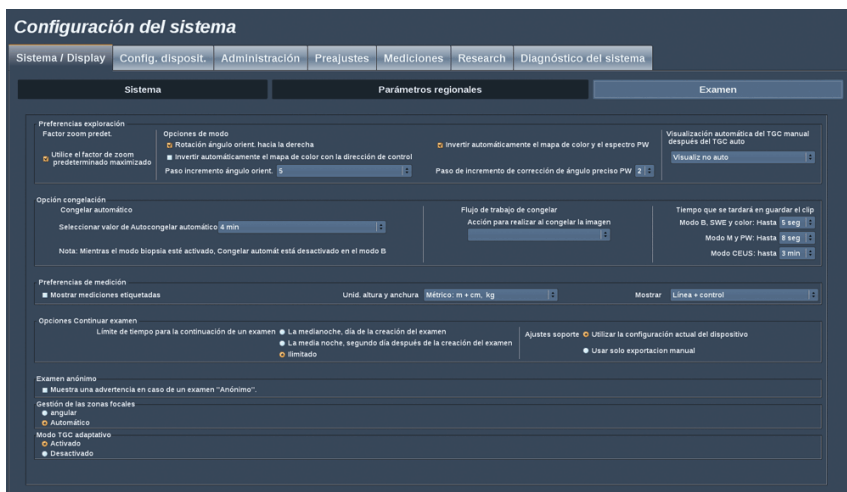 Configuración del sistema
Sistema / Display
Config. disposit.
Administración
Preajustes
Mediciones
Research
Diagnóstico del sistema
Sistema
Parámetros regionales
Examen
Preferencias exploración
Factor zoom predet.
Utilice el factor de zoom
predeterminado maximizado
Opciones de modo
Rotación ángulo orient. hacia la derecha
Invertir automáticamente el mapa de color con la dirección de control
Paso incremento ángulo orient. 5
Invertir automáticamente el mapa de color y el espectro PW
Paso de incremento de corrección de ángulo preciso PW 2
Visualización automática del TGC manual
después del TGC auto
Visualiz no auto
Opción congelación
Congelar automático
Seleccionar valor de Autocongelar automático 4 min
Nota: Mientras el modo biopsia esté activado, Congelar automát está desactivado en el modo B
Flujo de trabajo de congelar
Acción para realizar al congelar la imagen
Tiempo que se tardará en guardar el clip
Modo B, SWE y color: Hasta 5 seg
Modo M y PW: Hasta 8 seg
Modo CEUS: hasta 3 min
Preferencias de medición
Mostrar mediciones etiquetadas
Unid. altura y anchura Métrico: m + cm, kg
Mostrar Línea + control
Opciones Continuar examen
Límite de tiempo para la continuación de un examen
La medianoche, día de la creación del examen
La media noche, segundo día después de la creación del examen
Ilimitado
Ajustes soporte
Utilizar la configuración actual del dispositivo
Usar solo exportacion manual
Examen anónimo
Muestra una advertencia en caso de un examen "Anónimo".
Gestión de las zonas focales
angular
Automático
Modo TGC adaptativo
Activado
Desactivado